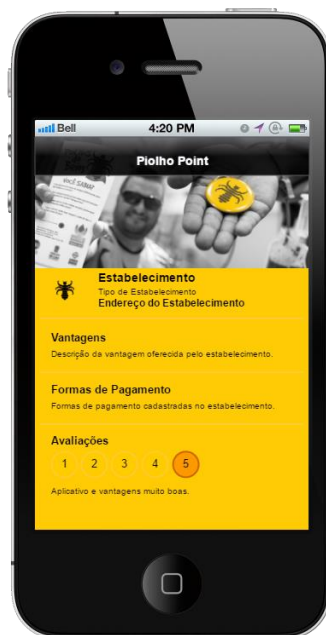 Bell
4:20 PM
Piolho Point
Estabelecimento
Tipo de Estabelecimento
Endereço do Estabelecimento
Vantagens
Descrição da vantagem oferecida pelo estabelecimento.
Formas de Pagamento
Formas de pagamento cadastradas no estabelecimento.
Avaliações
1 2 3 4 5
Aplicativo e vantagens muito boas.